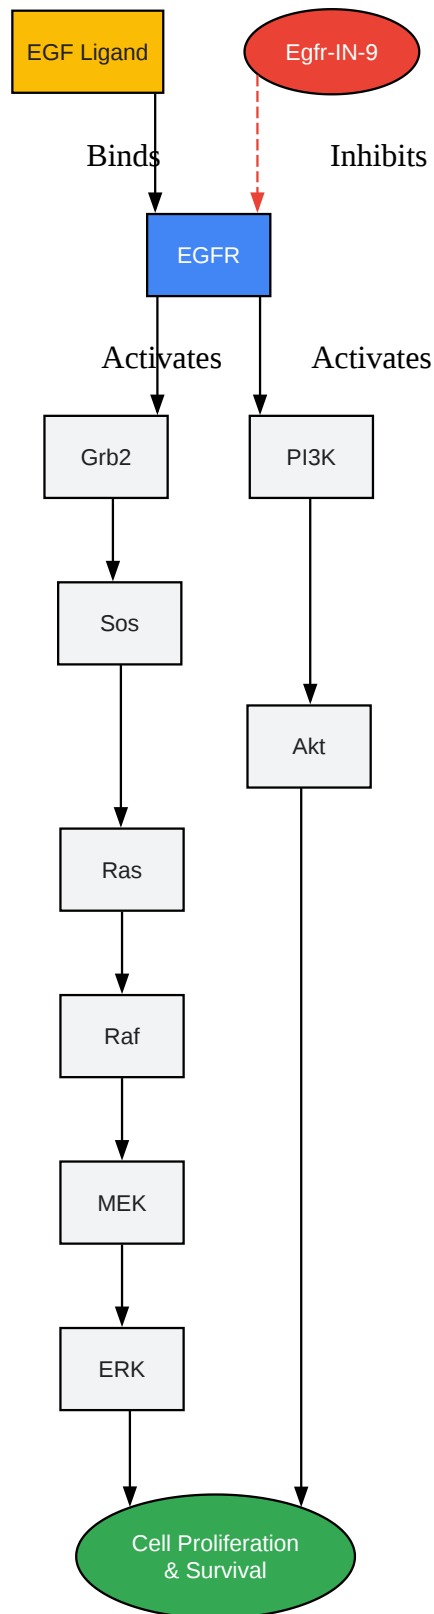 EGF Ligand
Egfr-IN-9
Binds
Inhibits
EGFR
Activates
Activates
Grb2
PI3K
Sos
Akt
Ras
Raf
MEK
ERK
Cell Proliferation
& Survival